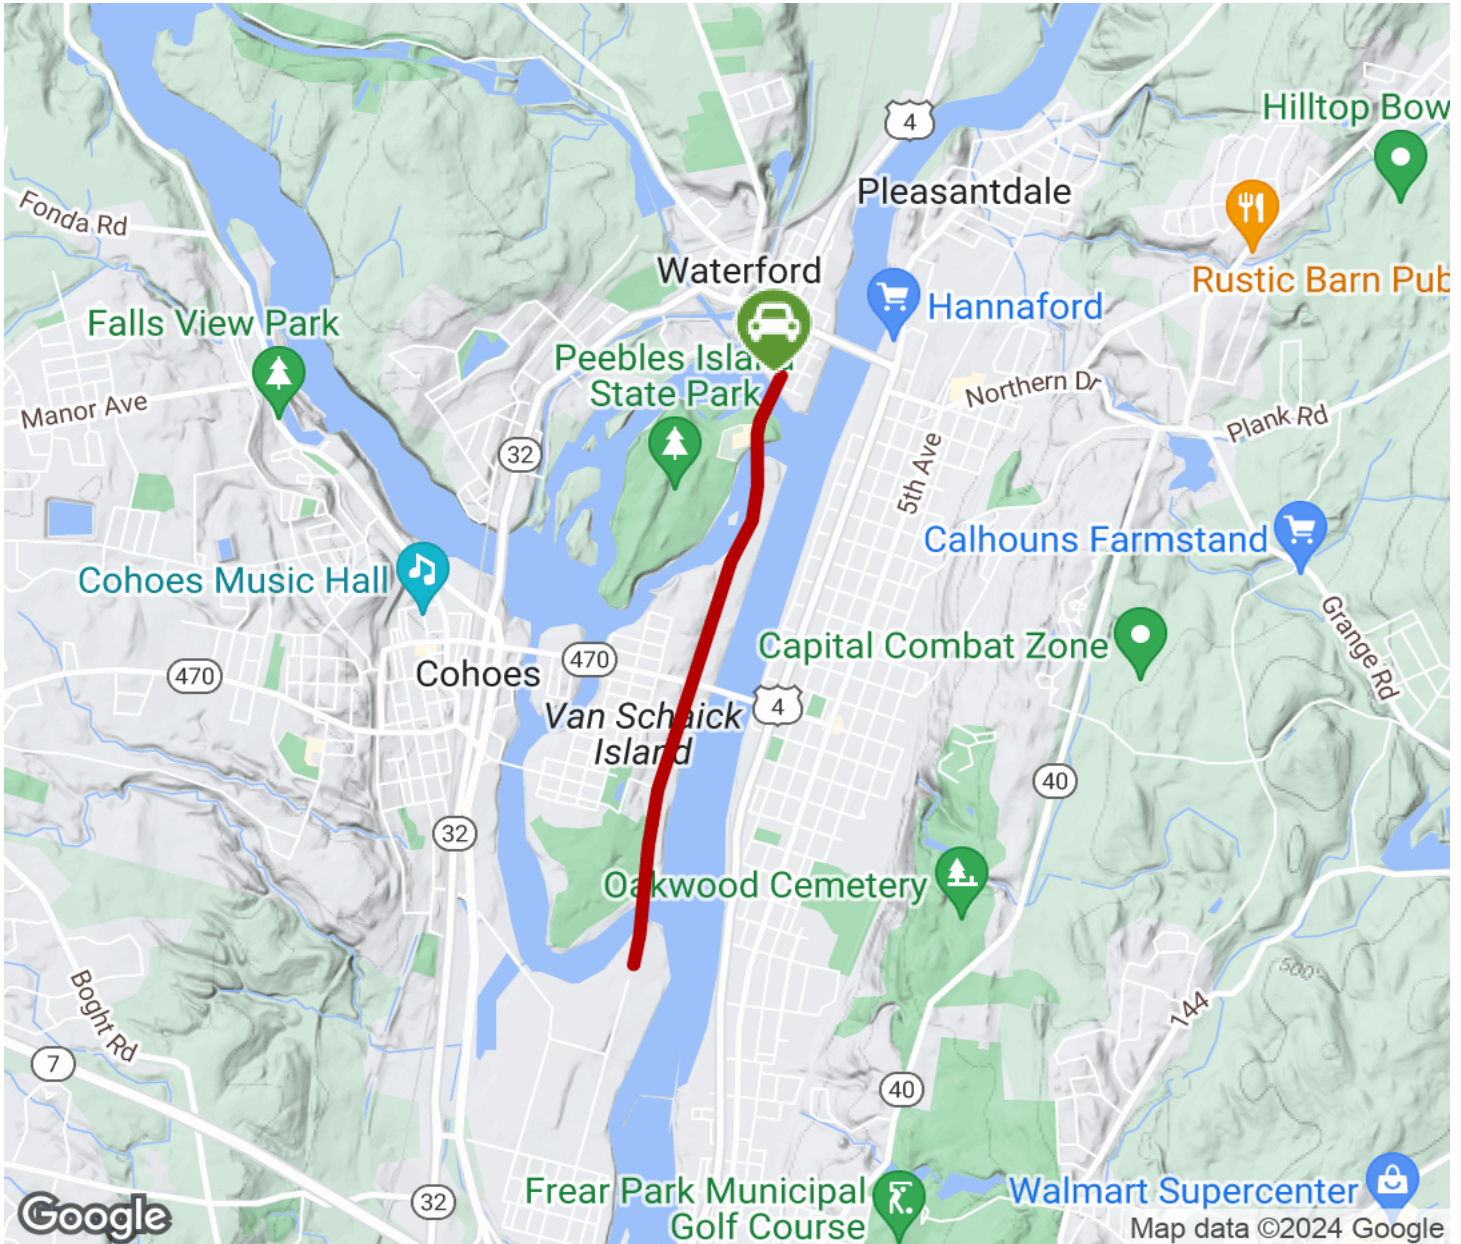 4
Hilltop Bow
Pleasantdale
Fonda Rd
Waterford
Rustic Barn Pub
Hannaford
Falls View Park
Peebles Island
State Park
Northern Dr
Manor Ave
Plank Rd
32
5th Ave
Calhouns Farmstand
Cohoes Music Hall
Grange Rd
Capital Combat Zone
470
470
Cohoes
4
Van Schaick
Island
40
32
Oakwood Cemetery
500'
Boght Rd
144
7
40
32
Frear Park Municipal
Golf Course
Walmart Supercenter
Google
Map data ©2024 Google